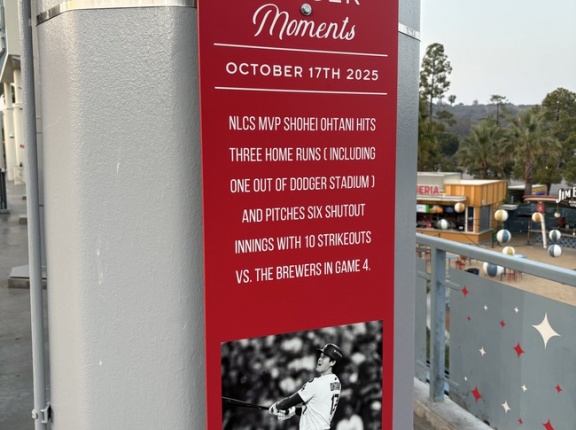 Moments
OCTOBER 17TH 2025
NLCS MVP SHOHEI OHTANI HITS
THREE HOME RUNS ( INCLUDING
ONE OUT OF DODGER STADIUM )
AND PITCHES SIX SHUTOUT
INNINGS WITH 10 STRIKEOUTS
VS. THE BREWERS IN GAME 4.